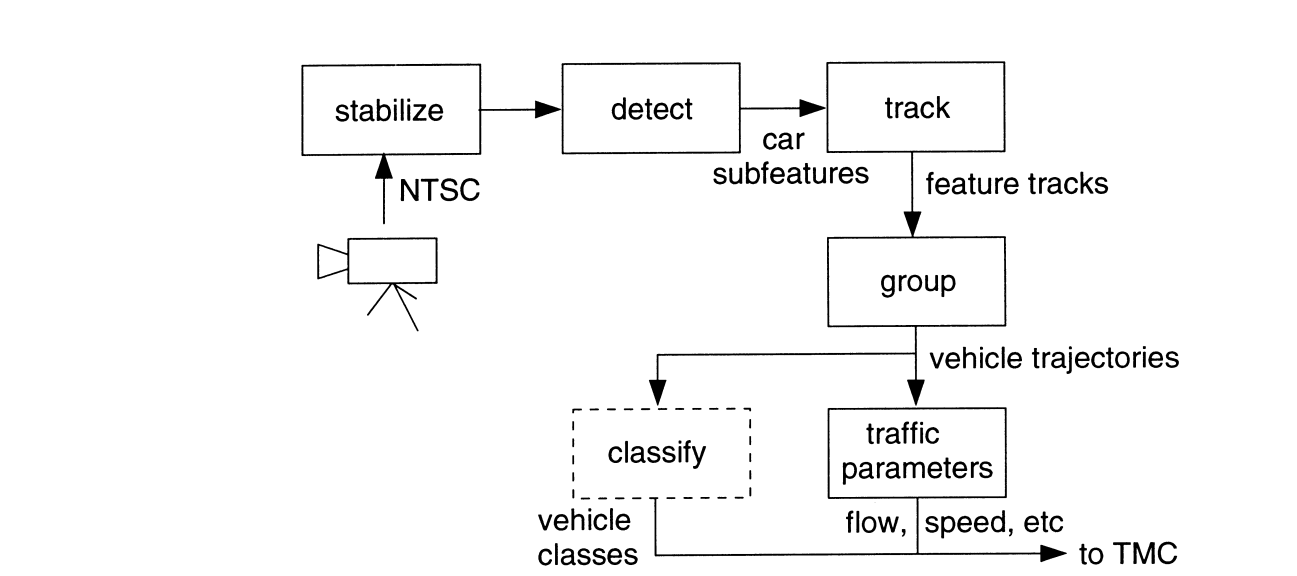 stabilize
detect
track
NTSC
car
subfeatures
feature tracks
group
vehicle trajectories
classify
traffic
parameters
vehicle
classes
flow, speed, etc
to TMC